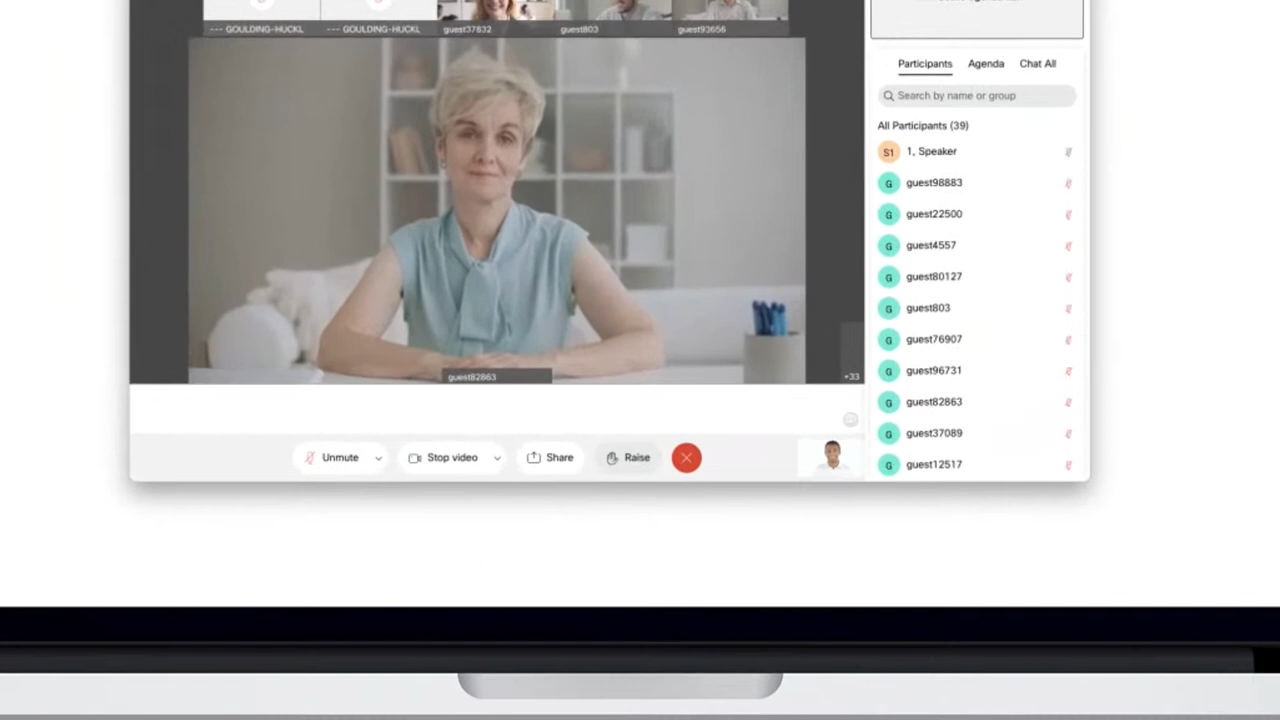 --- GOULDING-HUCKL
--- GOULDING-HUCKL
guest37832
guest803
guest93656
Participants
Agenda
Chat All
Search by name or group
All Participants (39)
S1
1, Speaker
G
guest98883
G
guest22500
G
guest4557
G
guest80127
G
guest803
G
guest76907
G
guest96731
G
guest82863
G
guest37089
G
guest12517
guest82863
+33
Unmute
Stop video
Share
Raise